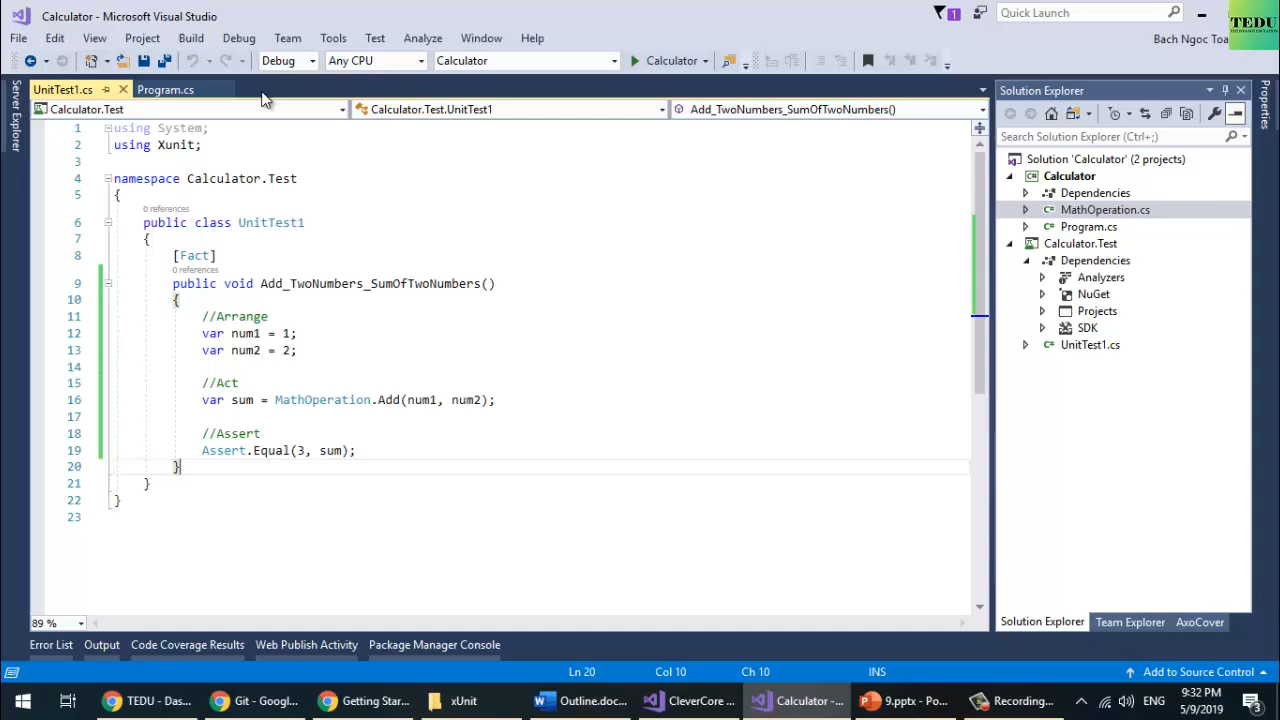 Calculator - Microsoft Visual Studio
1
Quick Launch
TEDU
File Edit View Project Build Debug Team Tools Test Analyze Window Help
Bach Ngoc Toa
Debug Any CPU Calculator Calculator
Server Explorer
UnitTest1.cs Program.cs
Calculator.Test Calculator.Test.UnitTest1 Add_TwoNumbers_SumOfTwoNumbers()
1 using System;
2 using Xunit;
3
4 namespace Calculator.Test
5 {
0 references
6 public class UnitTest1
7 {
8 [Fact]
0 references
9 public void Add_TwoNumbers_SumOfTwoNumbers()
10 {
11 //Arrange
12 var num1 = 1;
13 var num2 = 2;
14
15 //Act
16 var sum = MathOperation.Add(num1, num2);
17
18 //Assert
19 Assert.Equal(3, sum);
20 }
21 }
22 }
23
89 %
Solution Explorer
Search Solution Explorer (Ctrl+;)
Solution 'Calculator' (2 projects)
Calculator
Dependencies
MathOperation.cs
Program.cs
Calculator.Test
Dependencies
Analyzers
NuGet
Projects
SDK
UnitTest1.cs
Solution Explorer Team Explorer AxoCover
Properties
Error List Output Code Coverage Results Web Publish Activity Package Manager Console
Ln 20 Col 10 Ch 10 INS Add to Source Control
TEDU - Das... Git - Googl... Getting Star... xUnit Outline.doc... CleverCore ... Calculator -... 9.pptx - Po... Recording... ENG 9:32 PM
5/9/2019
3